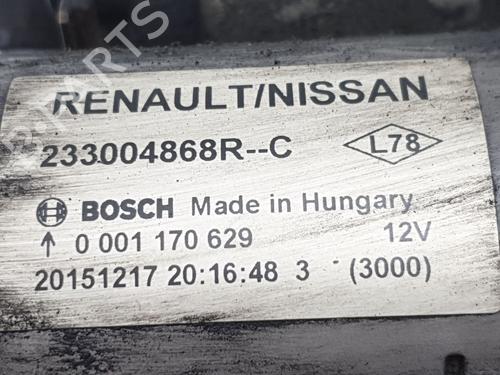 RENAULT/NISSAN
233004868R--C L78
BOSCH Made in Hungary
↑ 0 001 170 629 12V
20151217 20:16:48 3 (3000)